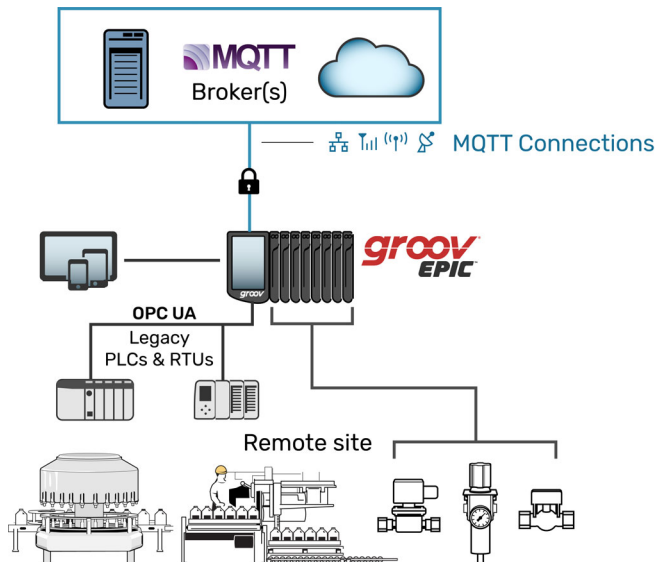 MQTT
Broker(s)
MQTT Connections
groov
EPIC
groov
OPC UA
Legacy
PLCs & RTUs
Remote site